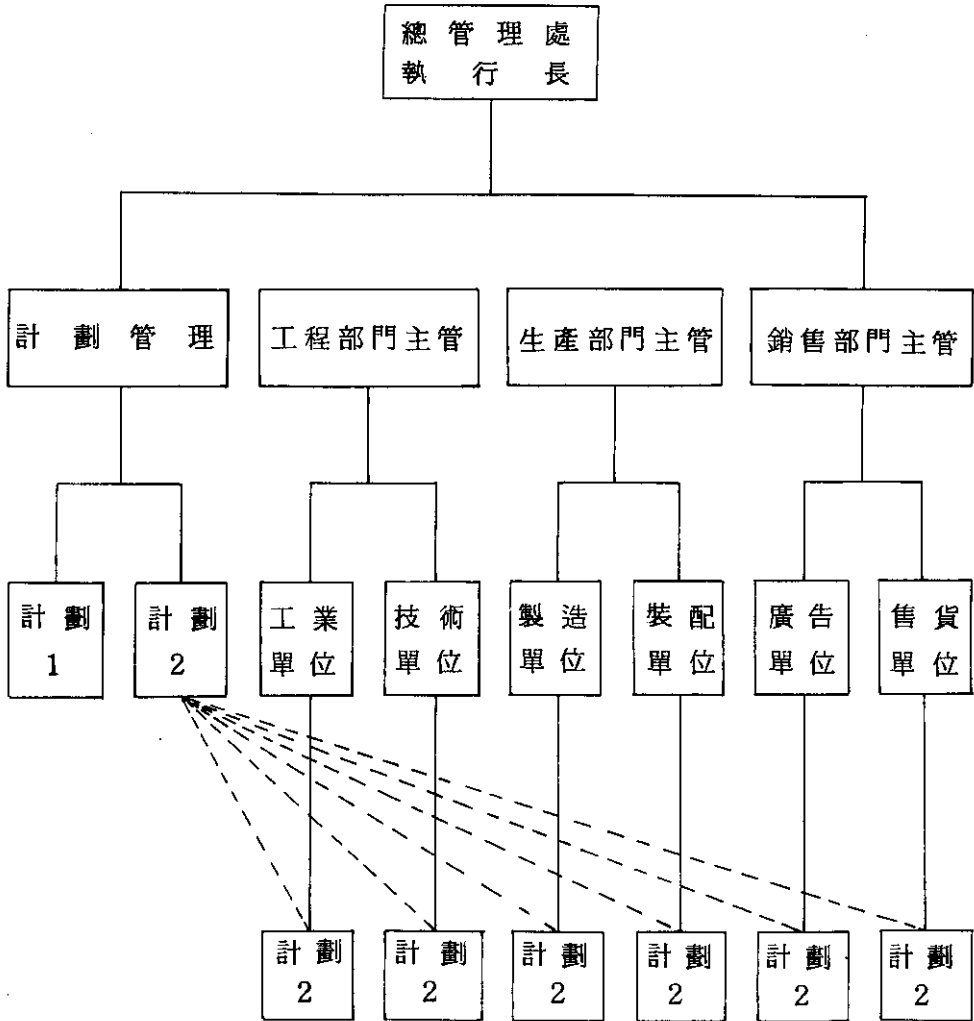 總管理處
執行長
計劃管理
工程部門主管
生產部門主管
銷售部門主管
計劃
1
計劃
2
工業
單位
技術
單位
製造
單位
裝配
單位
廣告
單位
售貨
單位
計劃
2
計劃
2
計劃
2
計劃
2
計劃
2
計劃
2